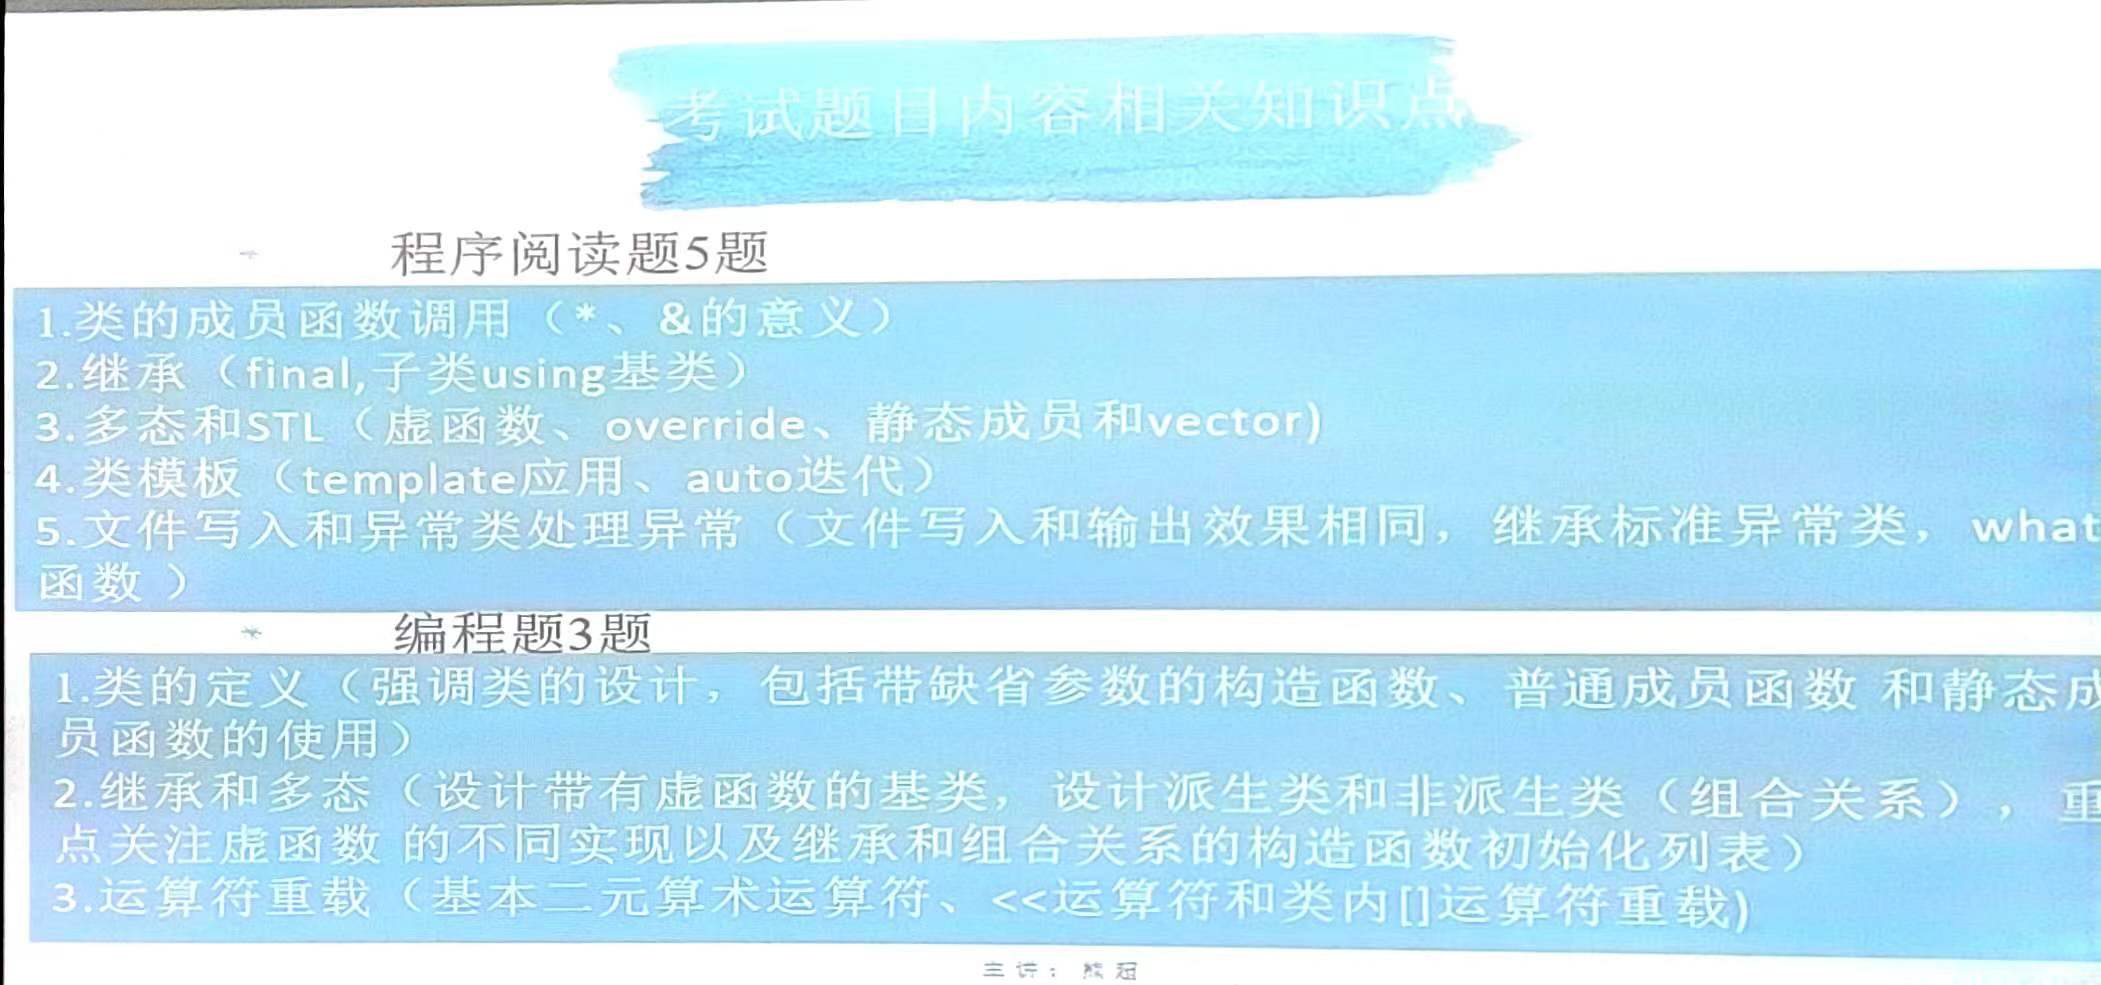 考试题目内容相关知识点
程序阅读题5题
1.类的成员函数调用（*、&的意义）
2.继承（final,子类using基类）
3.多态和STL（虚函数、override、静态成员和vector)
4.类模板（template应用、auto迭代）
5.文件写入和异常类处理异常（文件写入和输出效果相同，继承标准异常类，what
函数 ）
* 编程题3题
1.类的定义（强调类的设计，包括带缺省参数的构造函数、普通成员函数 和静态成
员函数的使用）
2.继承和多态（设计带有虚函数的基类，设计派生类和非派生类（组合关系），重
点关注虚函数 的不同实现以及继承和组合关系的构造函数初始化列表）
3.运算符重载（基本二元算术运算符、<<运算符和类内[]运算符重载)
主讲：熊冠